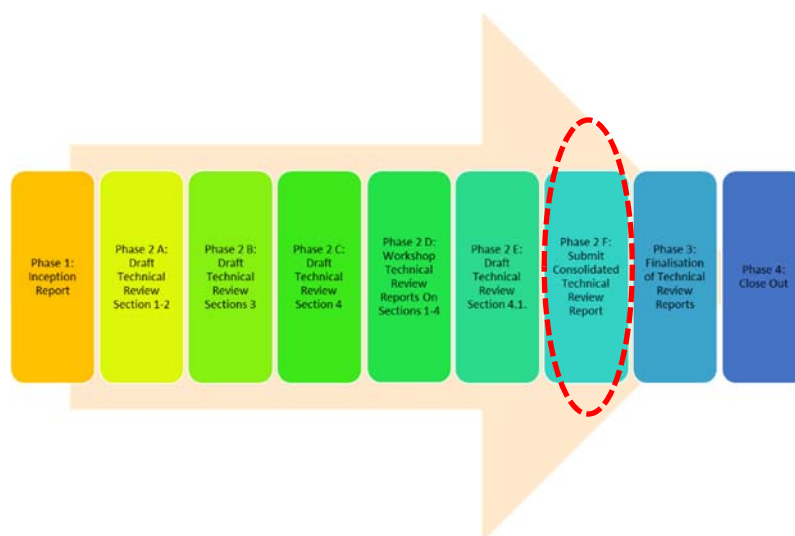 Phase 1:
Inception
Report
Phase 2 A:
Draft
Technical
Review
Section 1-2
Phase 2 B:
Draft
Technical
Review
Sections 3
Phase 2 C:
Draft
Technical
Review
Section 4
Phase 2 D:
Workshop
Technical
Review
Reports On
Sections 1-4
Phase 2 E:
Draft
Technical
Review
Section 4.1.
Phase 2 F:
Submit
Consolidated
Technical
Review
Report
Phase 3:
Finalisation
of Technical
Review
Reports
Phase 4:
Close Out